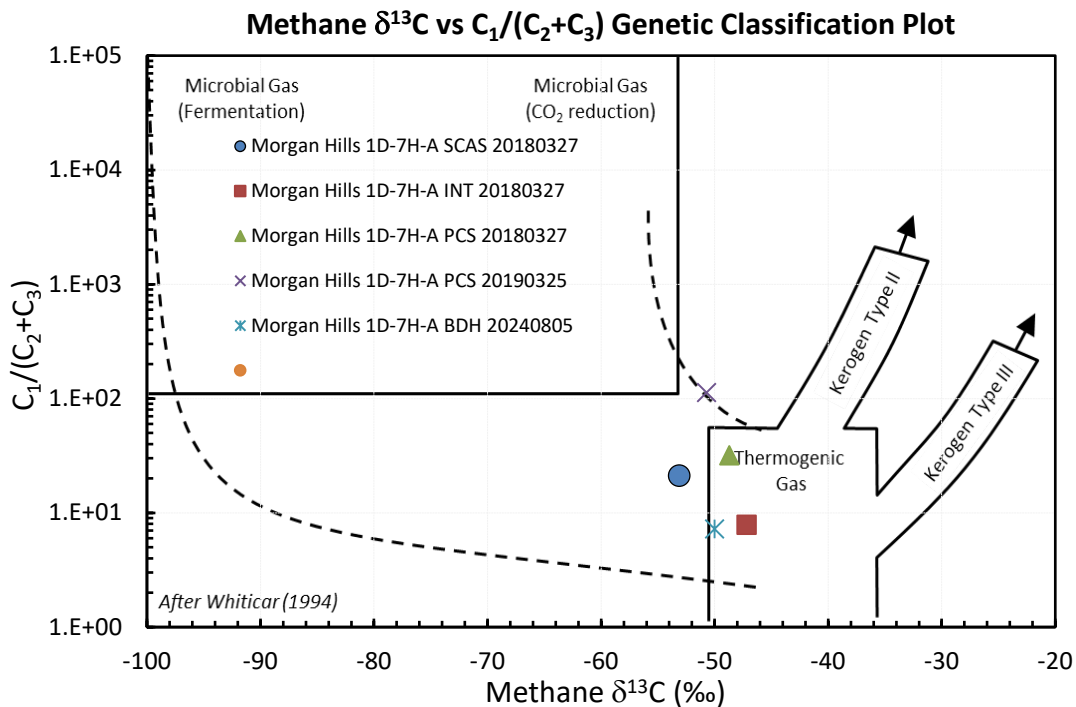 Methane δ¹³C vs C₁/(C₂+C₃) Genetic Classification Plot
C₁/(C₂+C₃)
1.E+05
1.E+04
1.E+03
1.E+02
1.E+01
1.E+00
Microbial Gas
(Fermentation)
Microbial Gas
(CO₂ reduction)
Morgan Hills 1D-7H-A SCAS 20180327
Morgan Hills 1D-7H-A INT 20180327
Morgan Hills 1D-7H-A PCS 20180327
Morgan Hills 1D-7H-A PCS 20190325
Morgan Hills 1D-7H-A BDH 20240805
Kerogen Type II
Kerogen Type III
Thermogenic
Gas
After Whiticar (1994)
-100 -90 -80 -70 -60 -50 -40 -30 -20
Methane δ¹³C (‰)